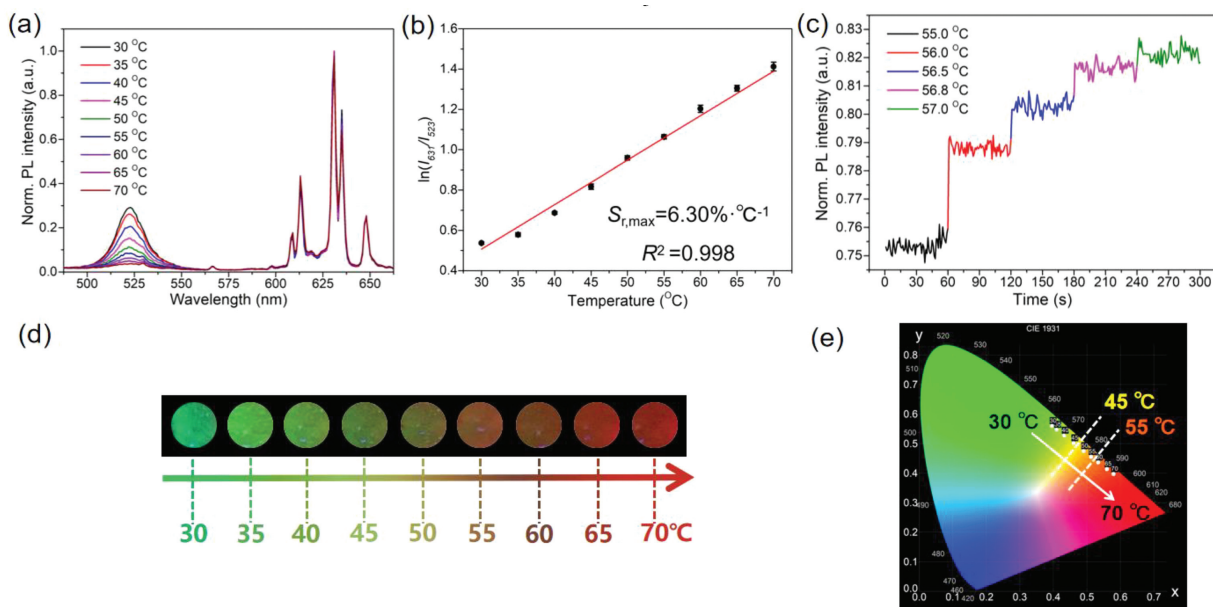 (a)
30 °C
35 °C
40 °C
45 °C
50 °C
55 °C
60 °C
65 °C
70 °C
Norm. PL intensity (a.u.)
1.0
0.8
0.6
0.4
0.2
0.0
500 525 550 575 600 625 650
Wavelength (nm)
(b)
ln(I631/I523)
1.6
1.4
1.2
1.0
0.8
0.6
0.4
Sr,max=6.30%·°C-1
R2=0.998
30 35 40 45 50 55 60 65 70
Temperature (°C)
(c)
55.0 °C
56.0 °C
56.5 °C
56.8 °C
57.0 °C
Norm. PL intensity (a.u.)
0.83
0.82
0.81
0.80
0.79
0.76
0.75
0 30 60 90 120 150 180 210 240 270 300
Time (s)
(d)
30 35 40 45 50 55 60 65 70℃
(e)
CIE 1931
y
0.8
0.7
0.6
0.5
0.4
0.3
0.2
0.1
0.0
0.0 0.1 0.2 0.3 0.4 0.5 0.6 0.7
x
520
530
540
550
560
570
580
590
600
610
620
680
510
500
490
480
470
460
420
30 ℃
45 ℃
55 ℃
70 ℃